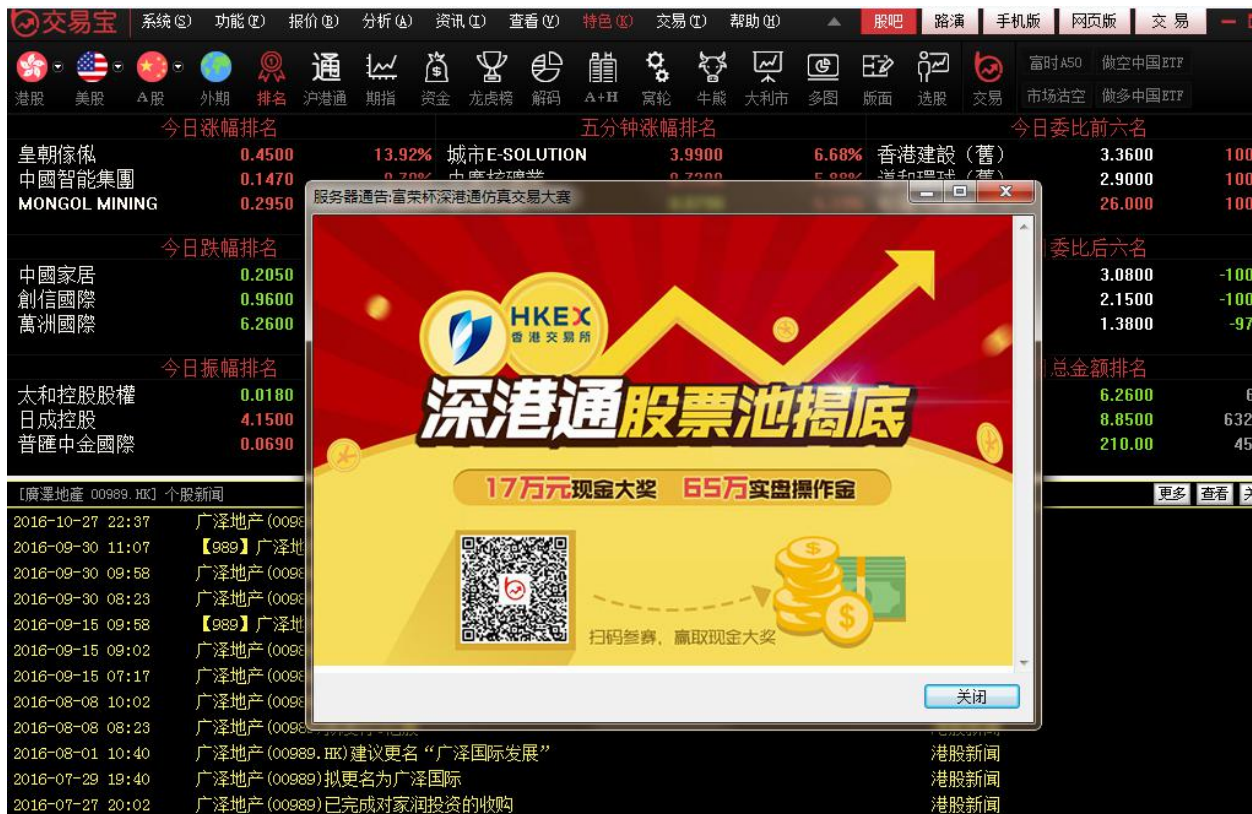 交易宝 系统(S) 功能(F) 报价(B) 分析(A) 资讯(I) 查看(V) 特色(K) 交易(T) 帮助(H) 股吧 路演 手机版 网页版 交易
通 富时A50 做空中国ETF
港股 美股 A股 外期 排名 沪港通 期指 资金 龙虎榜 解码 A+H 窝轮 牛熊 大利市 多图 版面 选股 交易 市场沽空 做多中国ETF
今日涨幅排名 五分钟涨幅排名 今日委比前六名
皇朝傢俬 0.4500 13.92% 城市E-SOLUTION 3.9900 6.68% 香港建設（舊） 3.3600 100
中國智能集團 0.1470 2.9000 100
MONGOL MINING 0.2950 26.000 100
服务器通告:富荣杯深港通仿真交易大赛
今日跌幅排名 委比后六名
中國家居 0.2050 3.0800 -100
創信國際 0.9600 2.1500 -100
萬洲國際 6.2600 1.3800 -97
今日振幅排名 总金额排名
太和控股股權 0.0180 6.2600 6
日成控股 4.1500 8.8500 632
普匯中金國際 0.0690 210.00 45
HKEX
香港交易所
深港通股票池揭底
17万元现金大奖 65万实盘操作金
扫码参赛，赢取现金大奖
关闭
[廣澤地產 00989.HK] 个股新闻 更多 查看
2016-10-27 22:37 广泽地产(0098
2016-09-30 11:07 【989】广泽地
2016-09-30 09:58 广泽地产(0098
2016-09-30 08:23 广泽地产(0098
2016-09-15 09:58 【989】广泽地
2016-09-15 09:02 广泽地产(0098
2016-09-15 07:17 广泽地产(0098
2016-08-08 10:02 广泽地产(0098
2016-08-08 08:23 广泽地产(0098
2016-08-01 10:40 广泽地产(00989.HK)建议更名“广泽国际发展” 港股新闻
2016-07-29 19:40 广泽地产(00989)拟更名为广泽国际 港股新闻
2016-07-27 20:02 广泽地产(00989)已完成对家润投资的收购 港股新闻